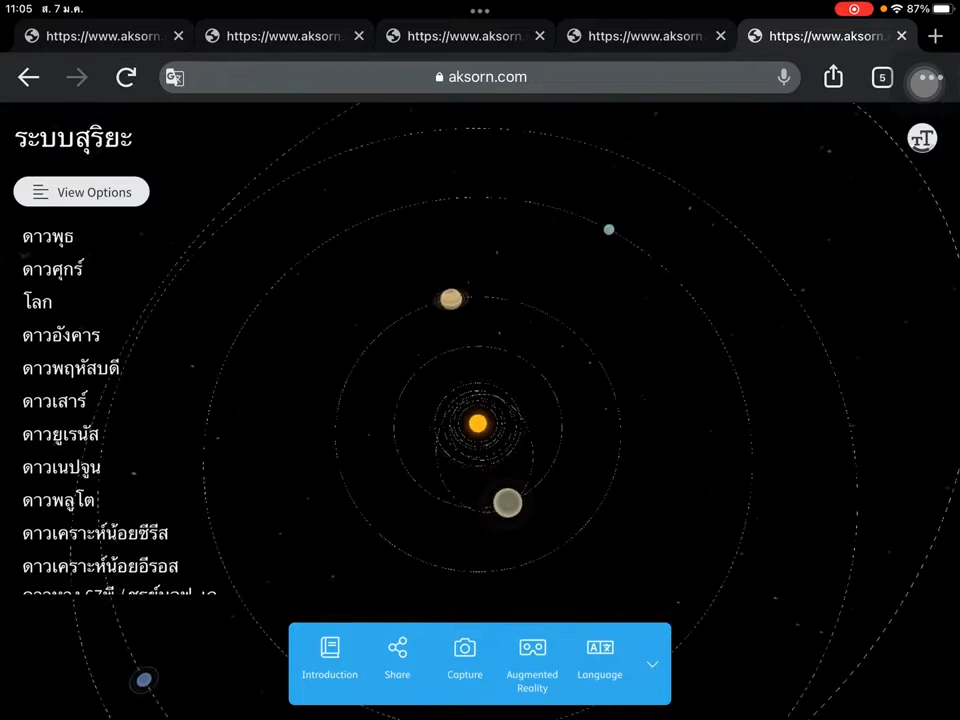 11:05 ส. 7 ม.ค.
87%
https://www.aksorn.
https://www.aksorn.
https://www.aksorn.
https://www.aksorn.
https://www.aksorn.
aksorn.com
5
ระบบสุริยะ
TT
View Options
ดาวพุธ
ดาวศุกร์
โลก
ดาวอังคาร
ดาวพฤหัสบดี
ดาวเสาร์
ดาวยูเรนัส
ดาวเนปจูน
ดาวพลูโต
ดาวเคราะห์น้อยซีรีส
ดาวเคราะห์น้อยอีรอส
Introduction
Share
Capture
Augmented Reality
Language